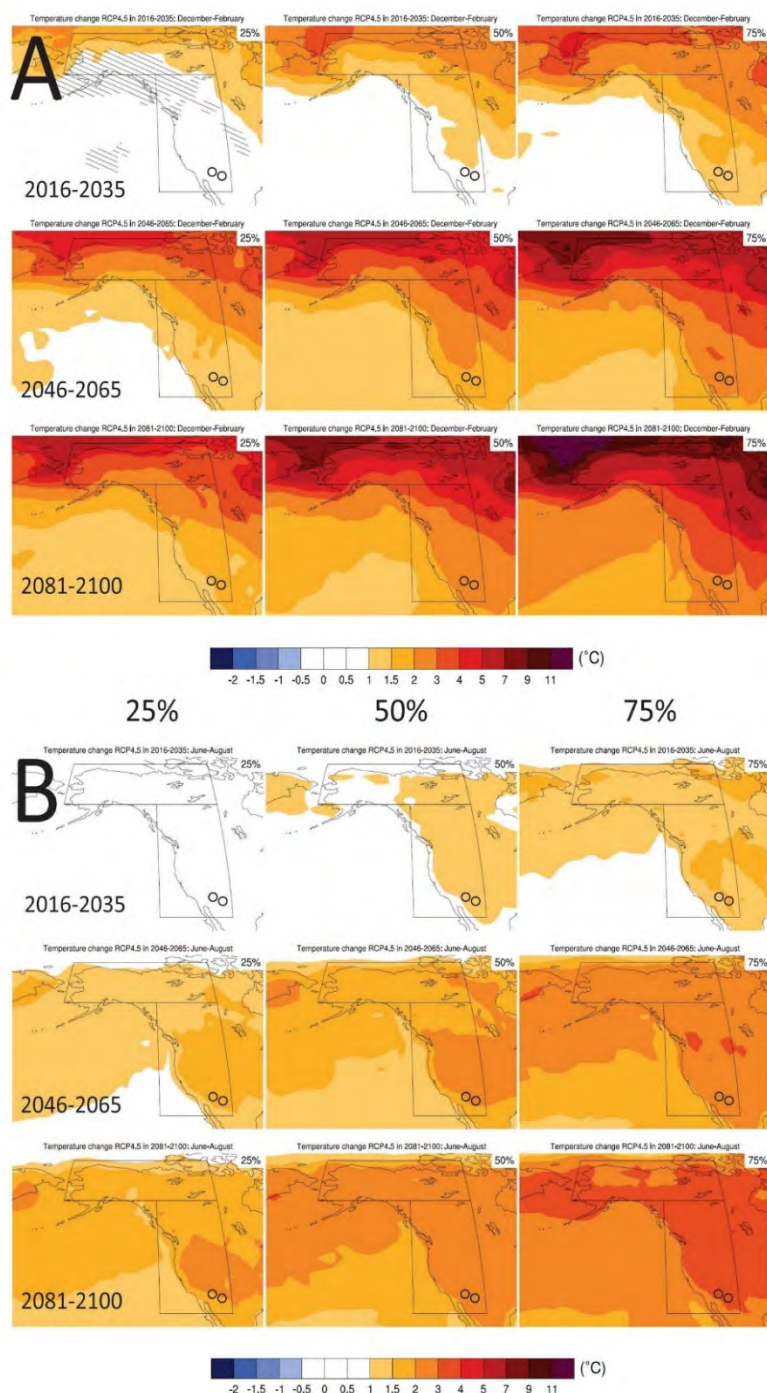 Temperature change RCP4.5 in 2016-2035: December-February
25%
Temperature change RCP4.5 in 2016-2035: December-February
50%
Temperature change RCP4.5 in 2016-2035: December-February
75%
A
2016-2035
Temperature change RCP4.5 in 2046-2065: December-February
25%
Temperature change RCP4.5 in 2046-2065: December-February
50%
Temperature change RCP4.5 in 2046-2065: December-February
75%
2046-2065
Temperature change RCP4.5 in 2081-2100: December-February
25%
Temperature change RCP4.5 in 2081-2100: December-February
50%
Temperature change RCP4.5 in 2081-2100: December-February
75%
2081-2100
(°C)
-2 -1.5 -1 -0.5 0 0.5 1 1.5 2 3 4 5 7 9 11
25% 50% 75%
Temperature change RCP4.5 in 2016-2035: June-August
25%
Temperature change RCP4.5 in 2016-2035: June-August
50%
Temperature change RCP4.5 in 2016-2035: June-August
75%
B
2016-2035
Temperature change RCP4.5 in 2046-2065: June-August
25%
Temperature change RCP4.5 in 2046-2065: June-August
50%
Temperature change RCP4.5 in 2046-2065: June-August
75%
2046-2065
Temperature change RCP4.5 in 2081-2100: June-August
25%
Temperature change RCP4.5 in 2081-2100: June-August
50%
Temperature change RCP4.5 in 2081-2100: June-August
75%
2081-2100
(°C)
-2 -1.5 -1 -0.5 0 0.5 1 1.5 2 3 4 5 7 9 11